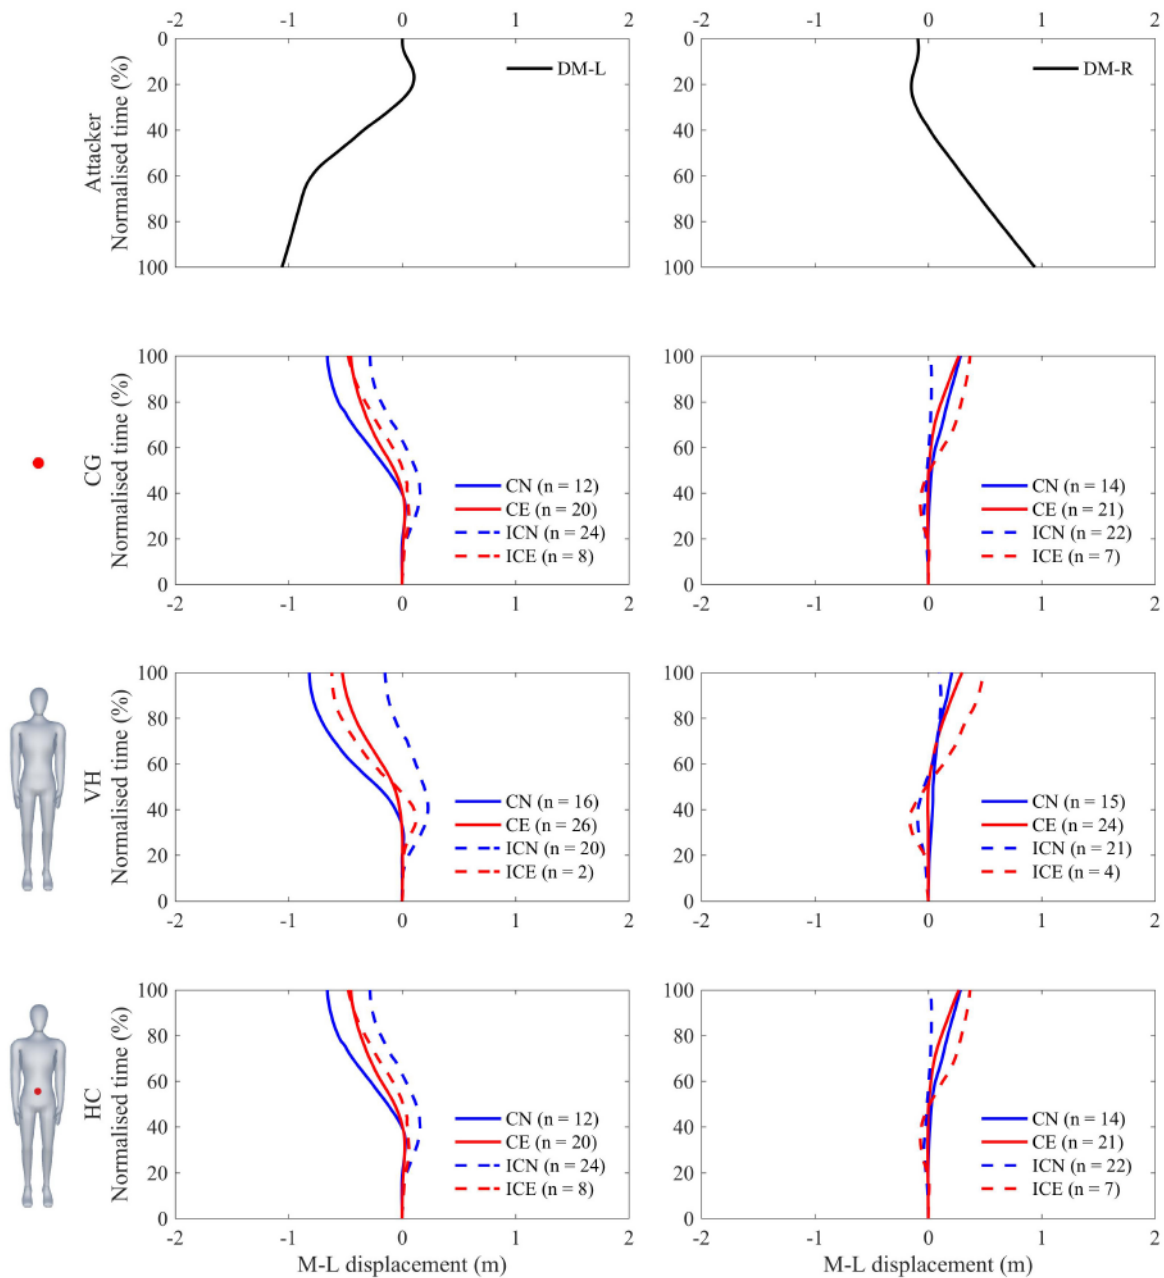 -2 -1 0 1 2
-2 -1 0 1 2
Attacker
Normalised time (%)
0
20
40
60
80
100
DM-L
0
20
40
60
80
100
DM-R
CG
Normalised time (%)
100
80
60
40
20
0
CN (n = 12)
CE (n = 20)
ICN (n = 24)
ICE (n = 8)
-2 -1 0 1 2
100
80
60
40
20
0
CN (n = 14)
CE (n = 21)
ICN (n = 22)
ICE (n = 7)
-2 -1 0 1 2
VH
Normalised time (%)
100
80
60
40
20
0
CN (n = 16)
CE (n = 26)
ICN (n = 20)
ICE (n = 2)
-2 -1 0 1 2
100
80
60
40
20
0
CN (n = 15)
CE (n = 24)
ICN (n = 21)
ICE (n = 4)
-2 -1 0 1 2
HC
Normalised time (%)
100
80
60
40
20
0
CN (n = 12)
CE (n = 20)
ICN (n = 24)
ICE (n = 8)
-2 -1 0 1 2
M-L displacement (m)
100
80
60
40
20
0
CN (n = 14)
CE (n = 21)
ICN (n = 22)
ICE (n = 7)
-2 -1 0 1 2
M-L displacement (m)